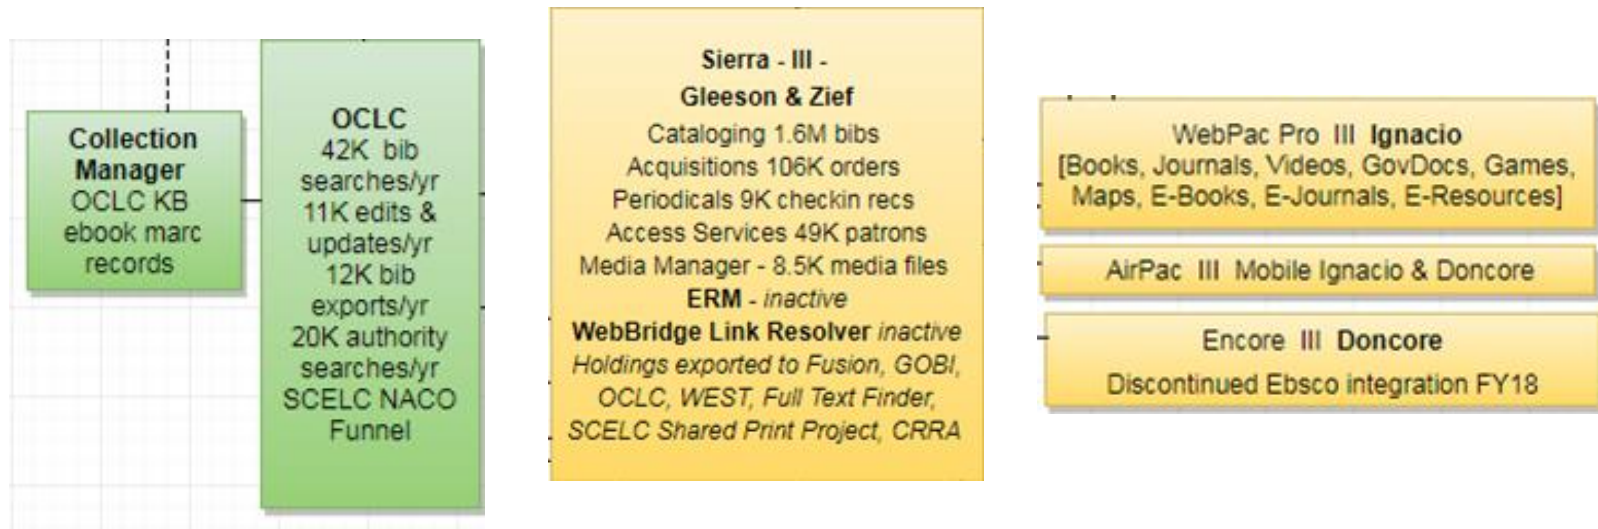 Collection
Manager
OCLC KB
ebook marc
records
OCLC
42K bib
searches/yr
11K edits &
updates/yr
12K bib
exports/yr
20K authority
searches/yr
SCELC NACO
Funnel
Sierra - III -
Gleeson & Zief
Cataloging 1.6M bibs
Acquisitions 106K orders
Periodicals 9K checkin recs
Access Services 49K patrons
Media Manager - 8.5K media files
ERM - inactive
WebBridge Link Resolver inactive
Holdings exported to Fusion, GOBI,
OCLC, WEST, Full Text Finder,
SCELC Shared Print Project, CRRA
WebPac Pro III Ignacio
[Books, Journals, Videos, GovDocs, Games,
Maps, E-Books, E-Journals, E-Resources]
AirPac III Mobile Ignacio & Doncore
Encore III Doncore
Discontinued Ebsco integration FY18